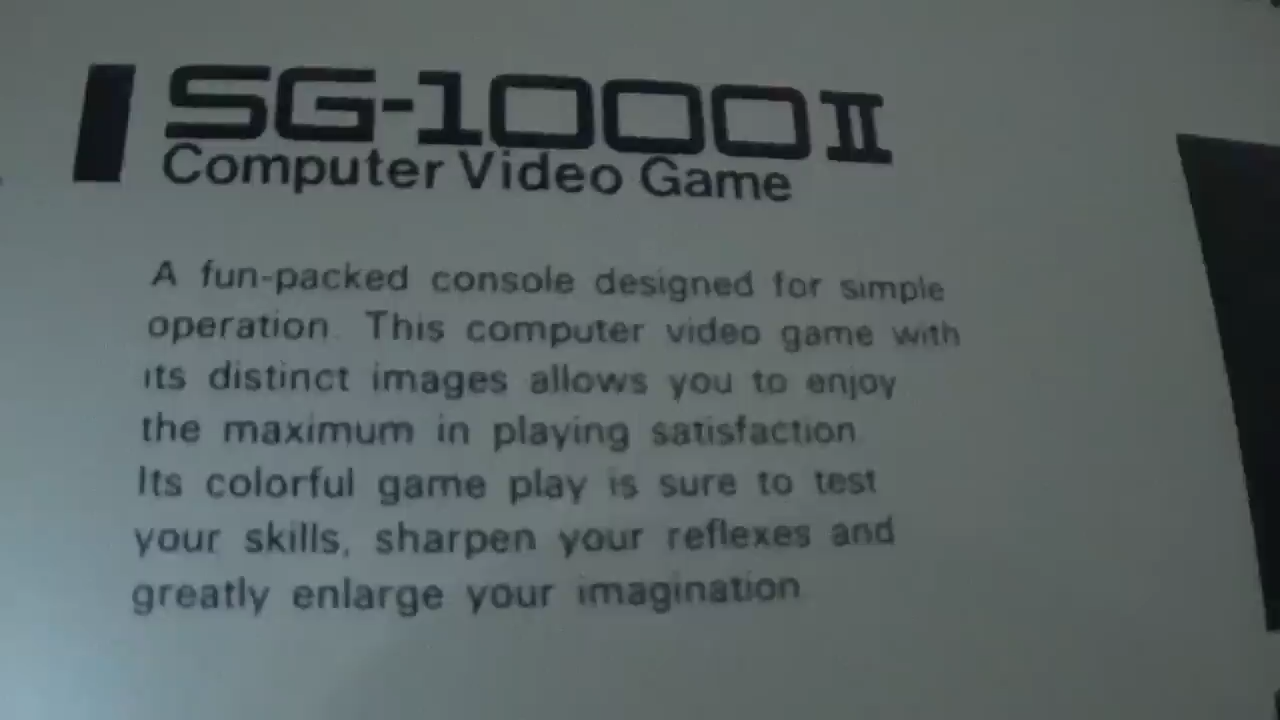 SG-1000 II
Computer Video Game
A fun-packed console designed for simple
operation. This computer video game with
its distinct images allows you to enjoy
the maximum in playing satisfaction.
Its colorful game play is sure to test
your skills, sharpen your reflexes and
greatly enlarge your imagination